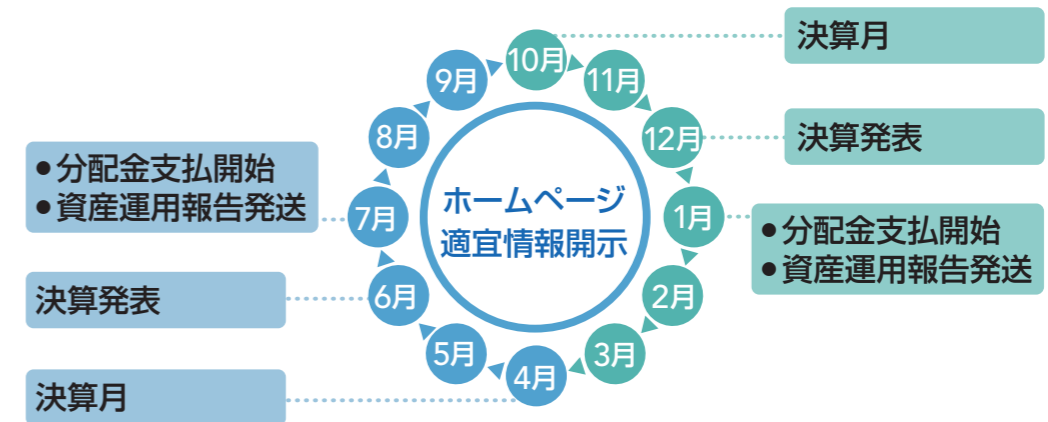 10月
11月
12月
1月
2月
3月
4月
5月
6月
7月
8月
9月
ホームページ
適宜情報開示
決算月
決算発表
●分配金支払開始
●資産運用報告発送
●分配金支払開始
●資産運用報告発送
決算発表
決算月